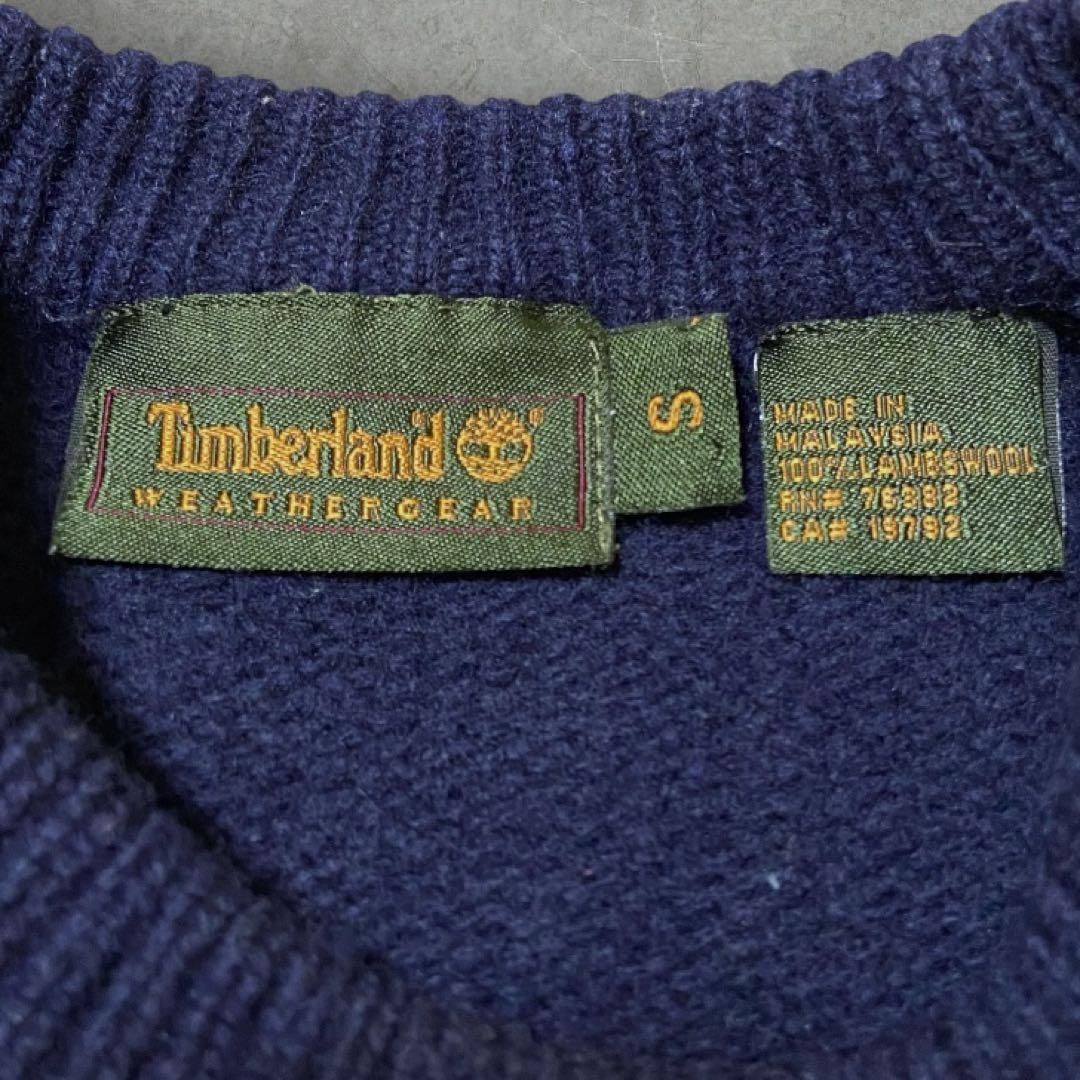 Timberland ®
WEATHERGEAR
S
MADE IN
MALAYSIA
100% LAMBSWOOL
RN# 76382
CA# 19792